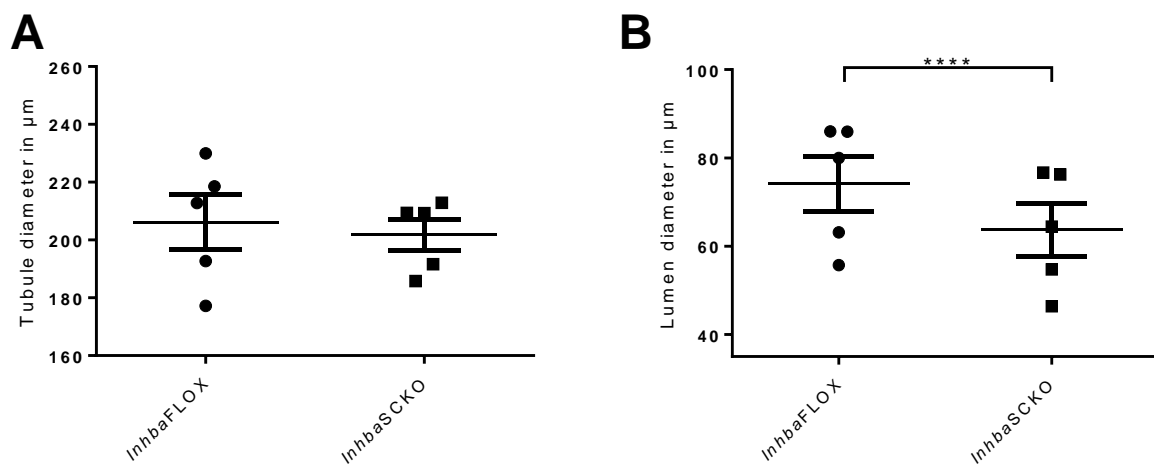 A
Tubule diameter in µm
260
240
220
200
180
160
InhbaFLOX
InhbaSCKO
B
Lumen diameter in µm
****
100
80
60
40
InhbaFLOX
InhbaSCKO